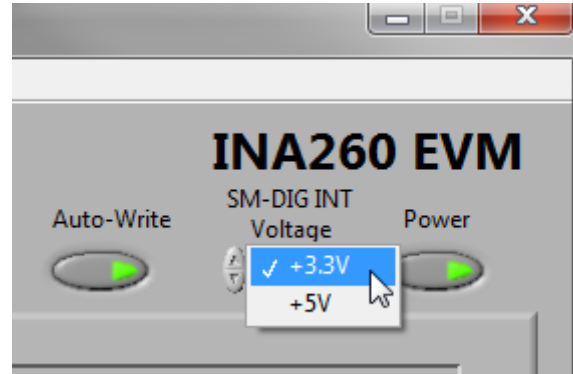 INA260 EVM
SM-DIG INT
Auto-Write
Voltage
Power
✓ +3.3V
+5V